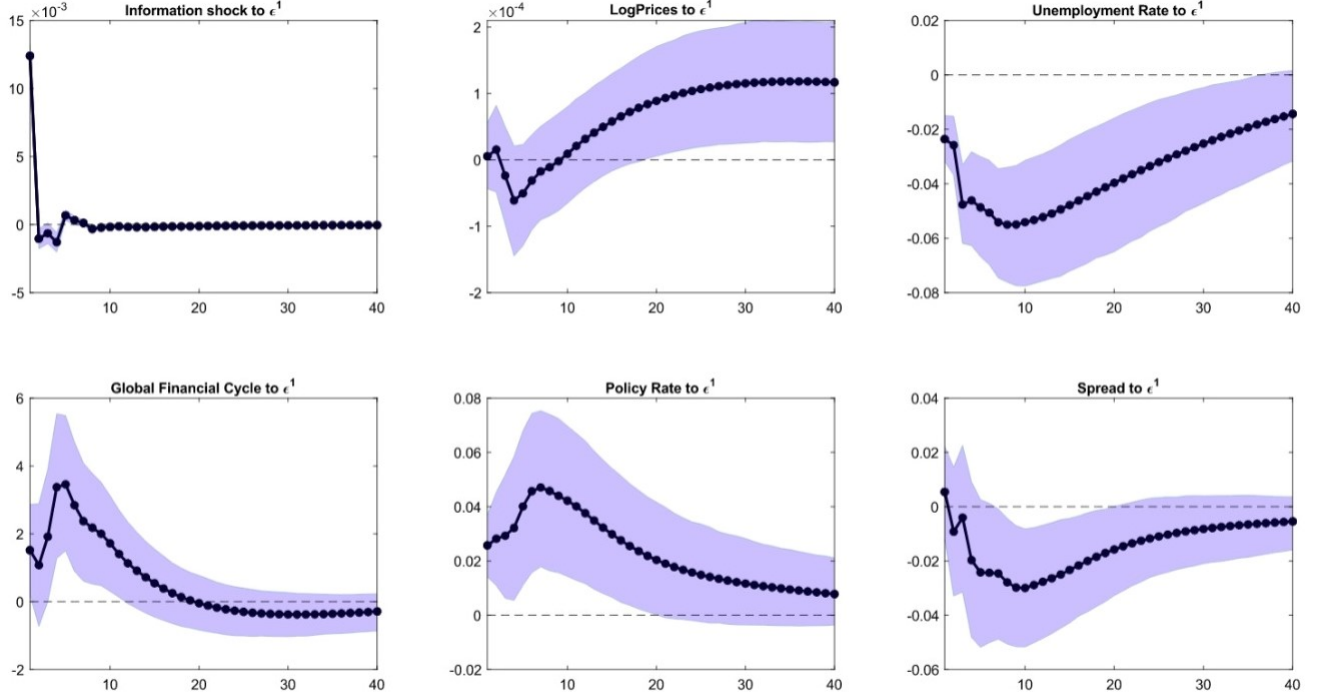 Information shock to ϵ¹
×10⁻³
15
10
5
0
-5
10 20 30 40
LogPrices to ϵ¹
×10⁻⁴
2
1
0
-1
-2
10 20 30 40
Unemployment Rate to ϵ¹
0.02
0
-0.02
-0.04
-0.06
-0.08
10 20 30 40
Global Financial Cycle to ϵ¹
6
4
2
0
-2
10 20 30 40
Policy Rate to ϵ¹
0.08
0.06
0.04
0.02
0
-0.02
10 20 30 40
Spread to ϵ¹
0.04
0.02
0
-0.02
-0.04
-0.06
10 20 30 40